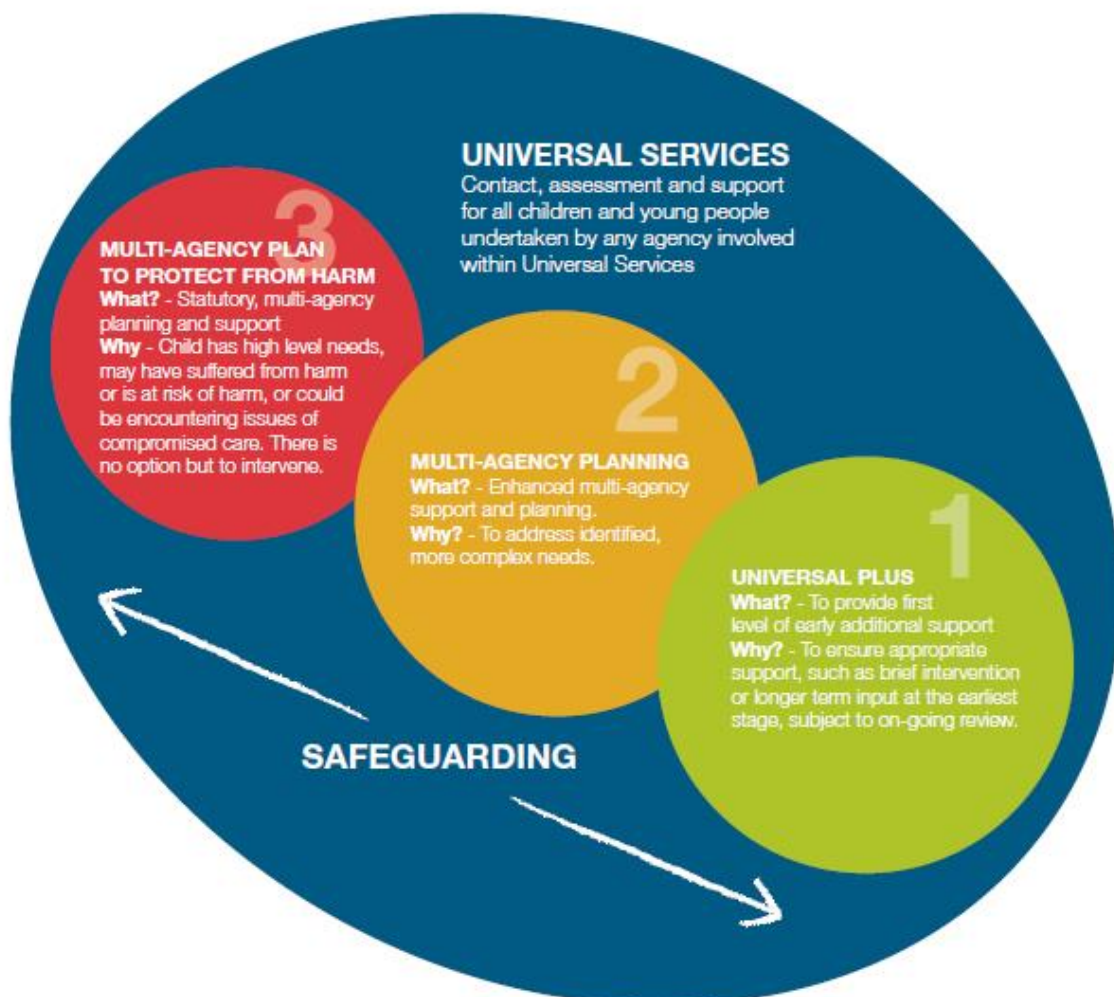 UNIVERSAL SERVICES
Contact, assessment and support
for all children and young people
undertaken by any agency involved
within Universal Services
3
MULTI-AGENCY PLAN
TO PROTECT FROM HARM
What? - Statutory, multi-agency
planning and support
Why - Child has high level needs,
may have suffered from harm
or is at risk of harm, or could
be encountering issues of
compromised care. There is
no option but to intervene.
2
MULTI-AGENCY PLANNING
What? - Enhanced multi-agency
support and planning.
Why? - To address identified,
more complex needs.
1
UNIVERSAL PLUS
What? - To provide first
level of early additional support
Why? - To ensure appropriate
support, such as brief intervention
or longer term input at the earliest
stage, subject to on-going review.
SAFEGUARDING